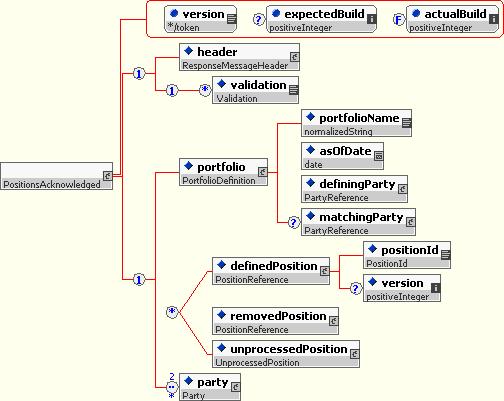 version
*/token
? expectedBuild
positiveInteger
F actualBuild
positiveInteger
header
ResponseMessageHeader
1
1 * validation
Validation
PositionsAcknowledged
portfolio
PortfolioDefinition
portfolioName
normalizedString
asOfDate
date
definingParty
PartyReference
? matchingParty
PartyReference
1
definedPosition
PositionReference
positionId
PositionId
? version
positiveInteger
*
removedPosition
PositionReference
unprocessedPosition
UnprocessedPosition
2
..
*
party
Party